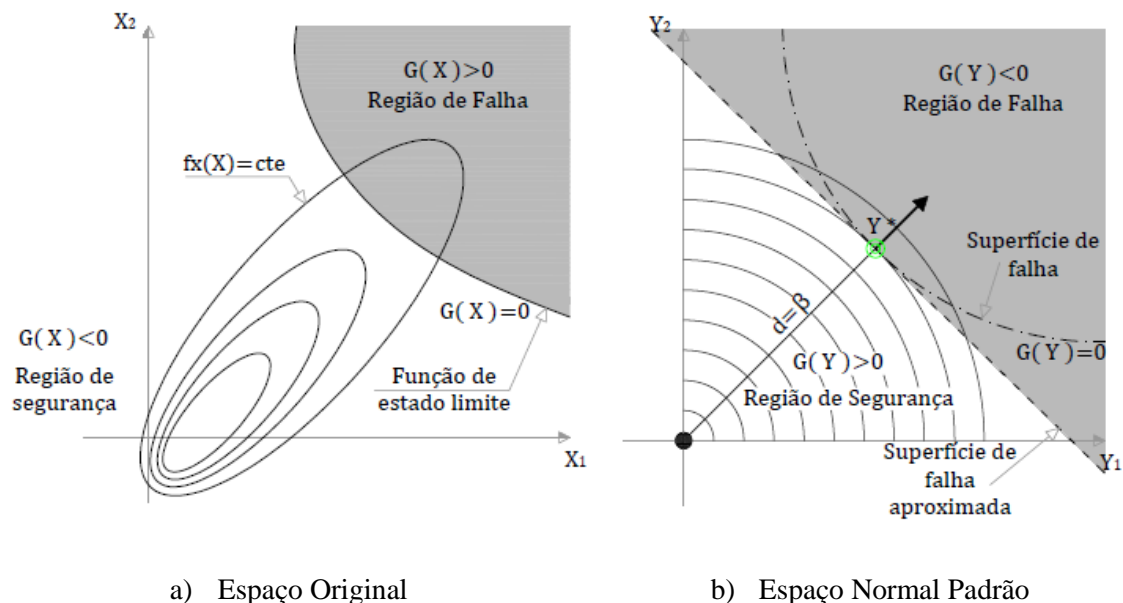 X2
G(X)>0
Região de Falha
fx(X)=cte
G(X)=0
G(X)<0
Região de
segurança
Função de
estado limite
X1
Y2
G(Y)<0
Região de Falha
Y*
Superfície de
falha
d=β
G(Y)=0
G(Y)>0
Região de Segurança
Superfície de
falha
aproximada
Y1
a) Espaço Original
b) Espaço Normal Padrão